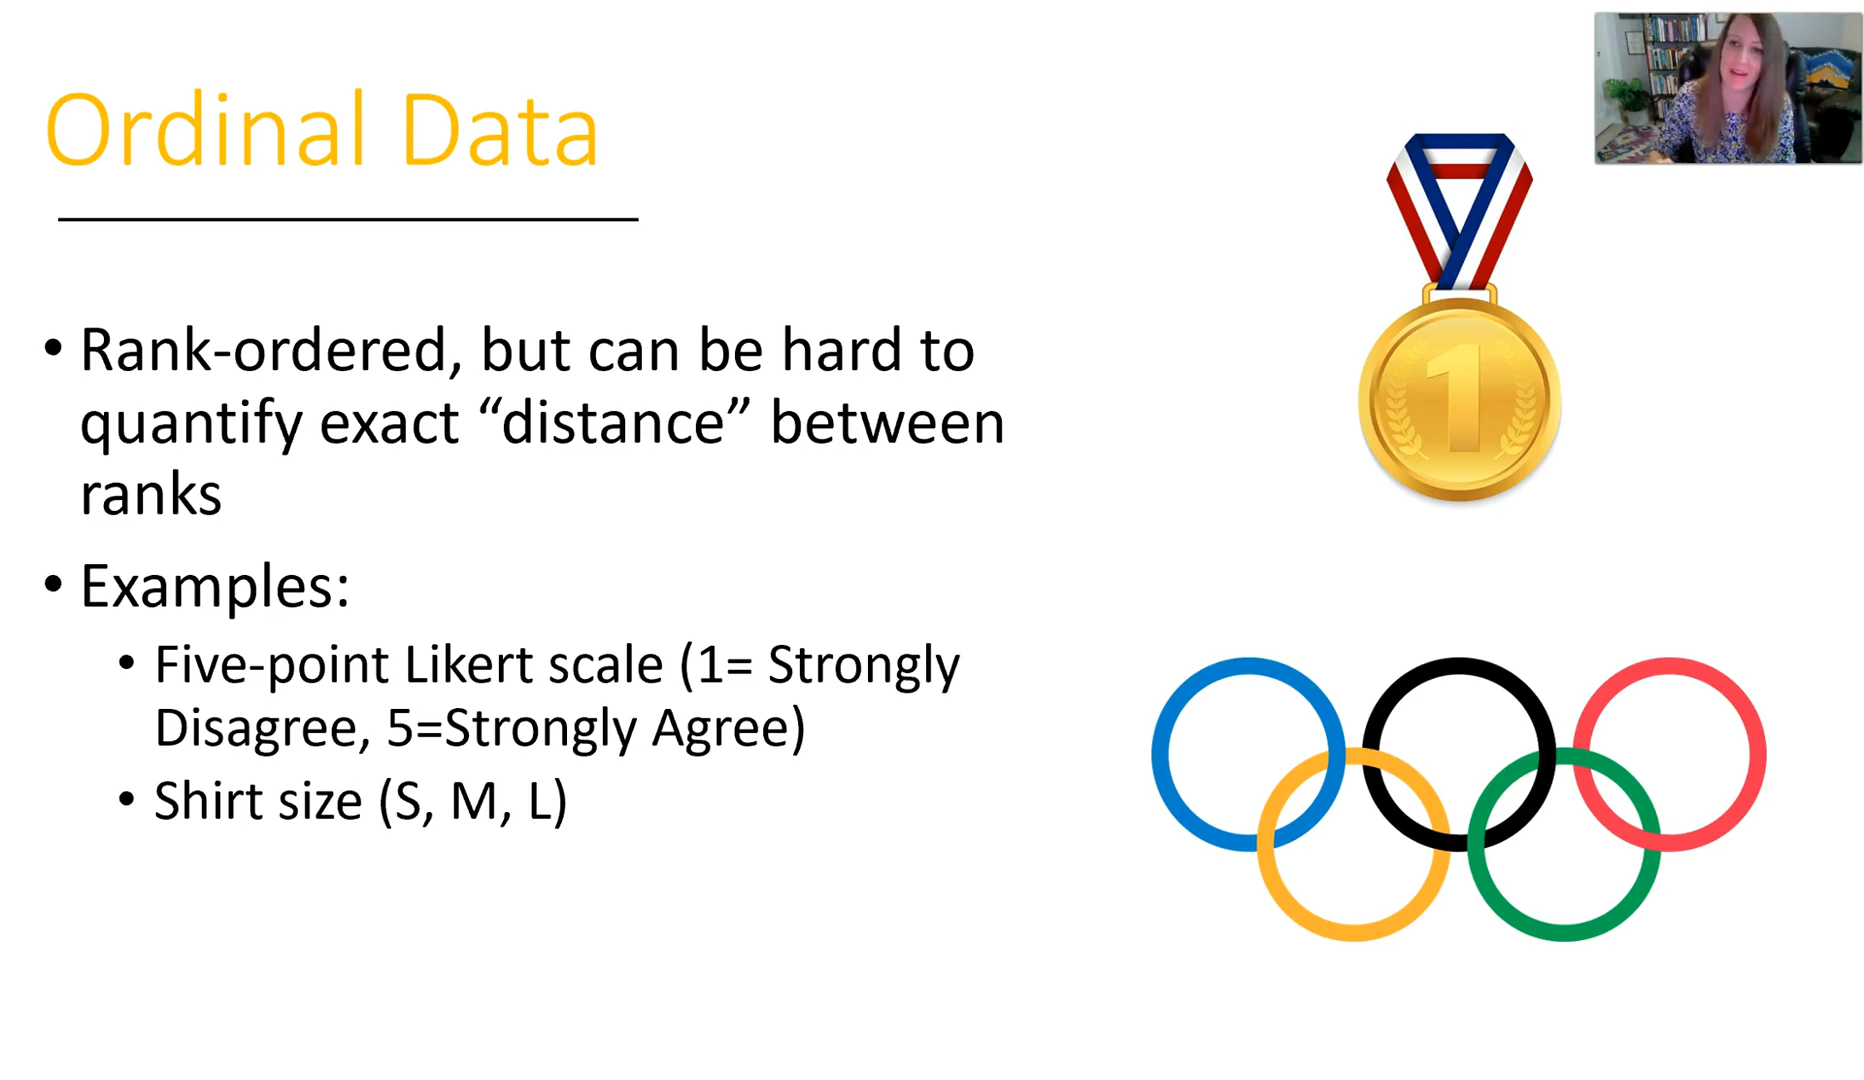 Ordinal Data
• Rank-ordered, but can be hard to
quantify exact “distance” between
ranks
• Examples:
• Five-point Likert scale (1= Strongly
Disagree, 5=Strongly Agree)
• Shirt size (S, M, L)
1